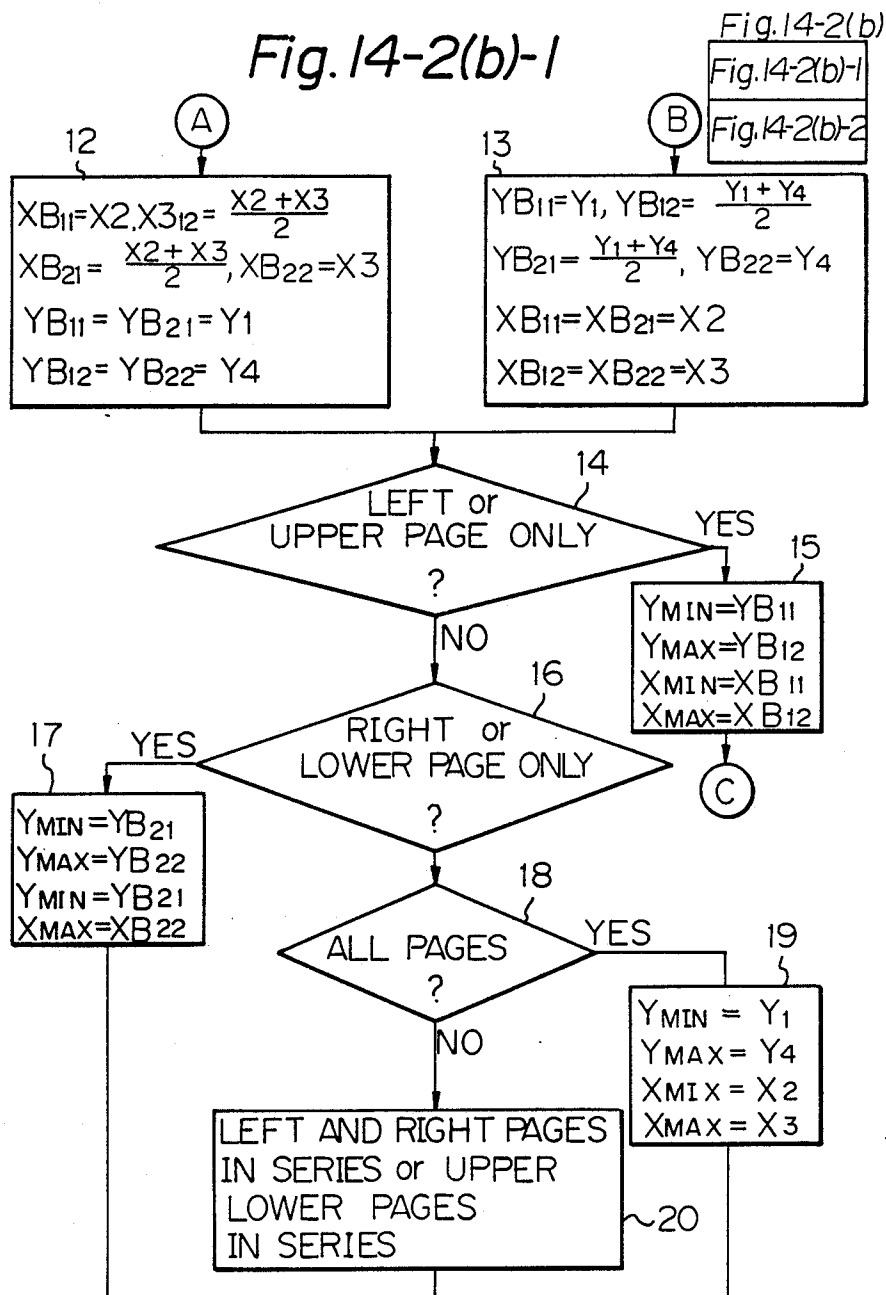 Fig. 14-2(b)-1
Fig. 14-2(b)
Fig. 14-2(b)-1
Fig. 14-2(b)-2
A
B
12
XB11=X2, X312= X2+X3/2
XB21= X2+X3/2, XB22=X3
YB11= YB21=Y1
YB12= YB22= Y4
13
YB11=Y1, YB12= Y1+Y4/2
YB21= Y1+Y4/2, YB22=Y4
XB11=XB21=X2
XB12=XB22=X3
14
LEFT or
UPPER PAGE ONLY
?
YES
NO
15
YMIN=YB11
YMAX=YB12
XMIN=XB11
XMAX=XB12
C
16
RIGHT or
LOWER PAGE ONLY
?
YES
17
YMIN=YB21
YMAX=YB22
YMIN=YB21
XMAX=XB22
18
ALL PAGES
?
YES
NO
19
YMIN = Y1
YMAX = Y4
XMIX = X2
XMAX = X3
LEFT AND RIGHT PAGES
IN SERIES or UPPER
LOWER PAGES
IN SERIES
20